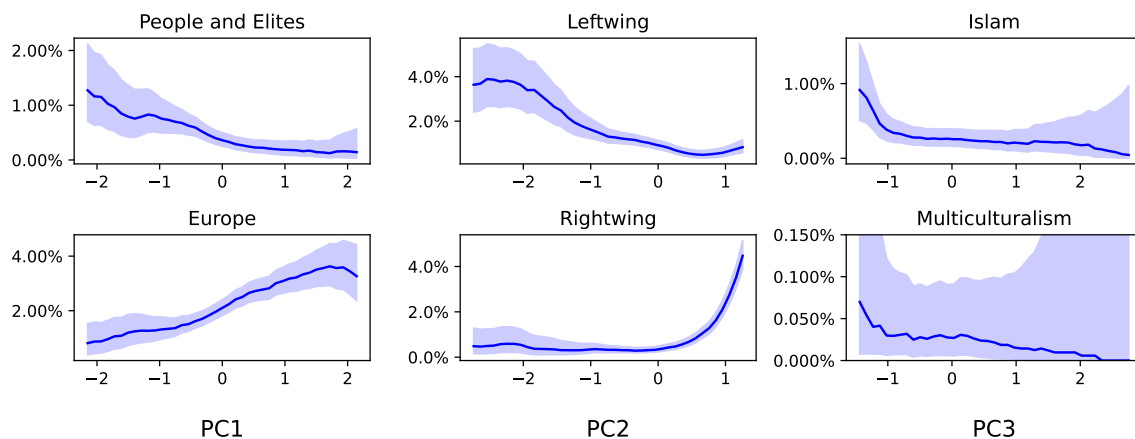 People and Elites
2.00%
1.00%
0.00%
−2 −1 0 1 2
Leftwing
4.0%
2.0%
−2 −1 0 1
Islam
1.00%
0.00%
−1 0 1 2
Europe
4.00%
2.00%
−2 −1 0 1 2
Rightwing
4.0%
2.0%
0.0%
−2 −1 0 1
Multiculturalism
0.150%
0.100%
0.050%
0.000%
−1 0 1 2
PC1 PC2 PC3